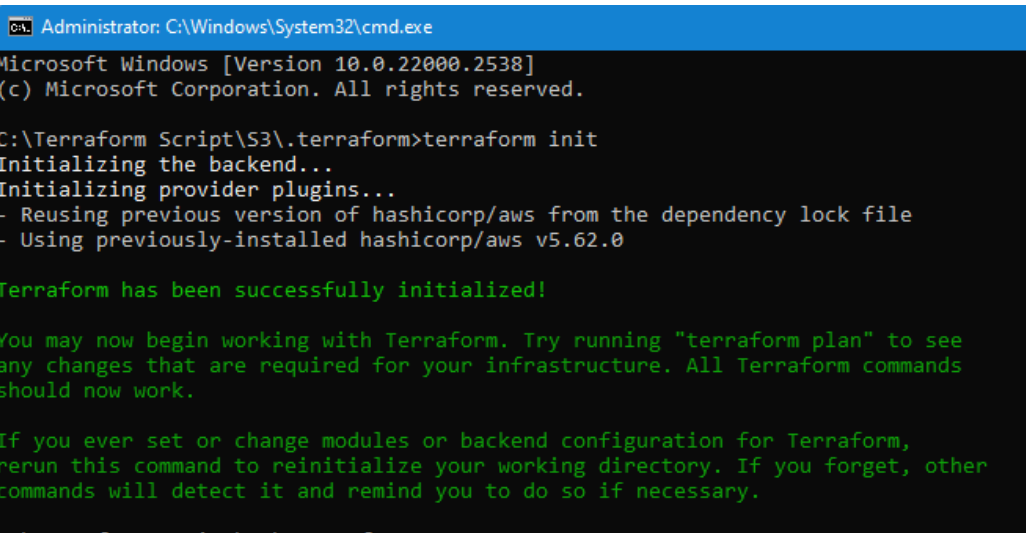 Administrator: C:\Windows\System32\cmd.exe
Microsoft Windows [Version 10.0.22000.2538]
(c) Microsoft Corporation. All rights reserved.
C:\Terraform Script\S3\.terraform>terraform init
Initializing the backend...
Initializing provider plugins...
- Reusing previous version of hashicorp/aws from the dependency lock file
- Using previously-installed hashicorp/aws v5.62.0
Terraform has been successfully initialized!
You may now begin working with Terraform. Try running "terraform plan" to see
any changes that are required for your infrastructure. All Terraform commands
should now work.
If you ever set or change modules or backend configuration for Terraform,
rerun this command to reinitialize your working directory. If you forget, other
commands will detect it and remind you to do so if necessary.